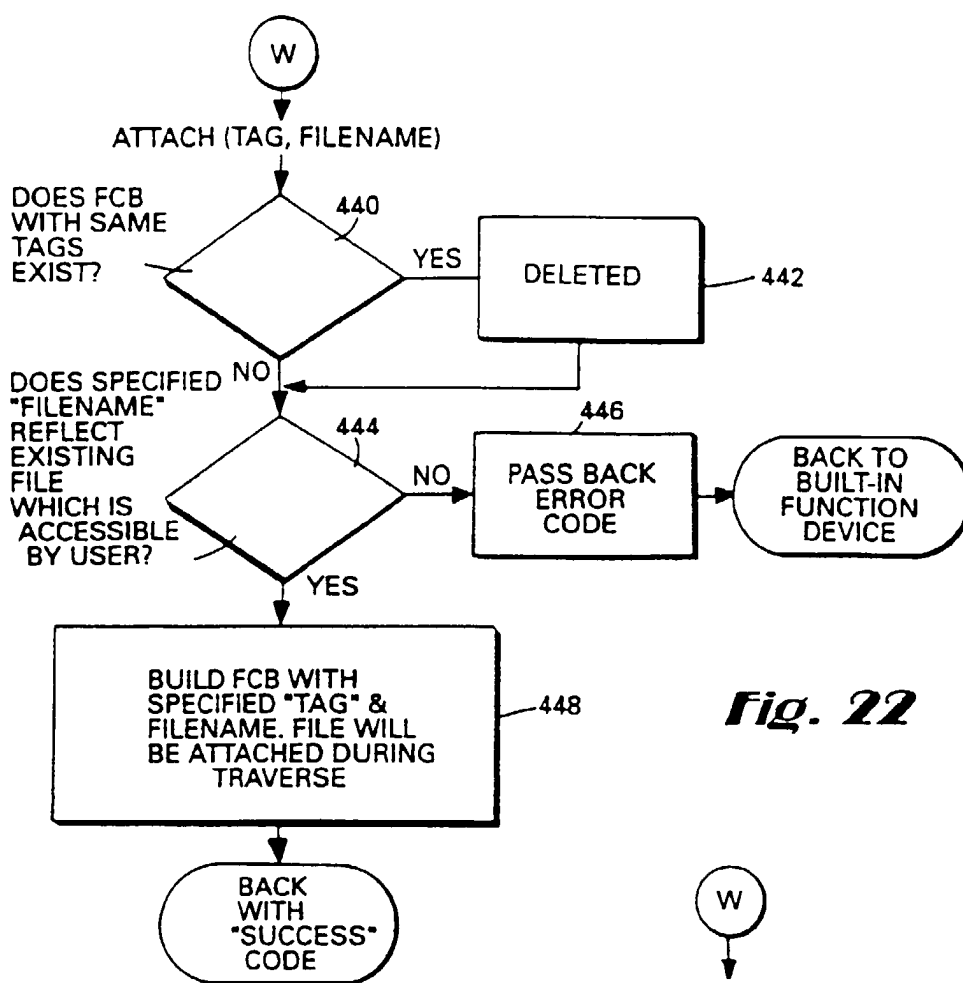 W
ATTACH (TAG, FILENAME)
DOES FCB
WITH SAME
TAGS
EXIST?
440
YES
DELETED
442
NO
DOES SPECIFIED
"FILENAME"
REFLECT
EXISTING
FILE
WHICH IS
ACCESSIBLE
BY USER?
444
NO
446
PASS BACK
ERROR
CODE
BACK TO
BUILT-IN
FUNCTION
DEVICE
YES
BUILD FCB WITH
SPECIFIED "TAG" &
FILENAME. FILE WILL
BE ATTACHED DURING
TRAVERSE
448
Fig. 22
BACK
WITH
"SUCCESS"
CODE
W